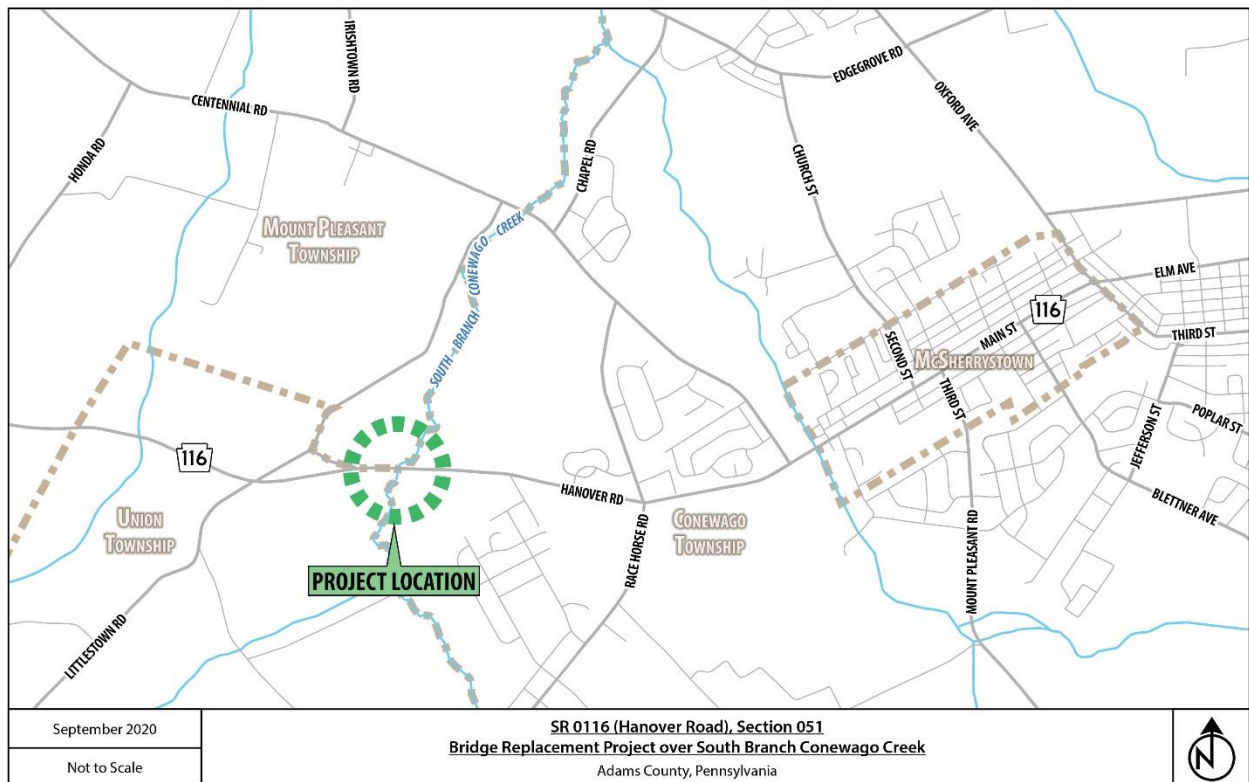 IRISHTOWN RD
CENTENNIAL RD
HONDA RD
MOUNT PLEASANT
TOWNSHIP
SOUTH BRANCH CONEWAGO CREEK
CHAPEL RD
EDGEGROVE RD
OXFORD AVE
CHURCH ST
ELM AVE
116
MAIN ST
THIRD ST
SECOND ST
MCSHERRYSTOWN
THIRD ST
JEFFERSON ST
POPLAR ST
BLETTNER AVE
MOUNT PLEASANT RD
116
HANOVER RD
RACE HORSE RD
CONEWAGO
TOWNSHIP
UNION
TOWNSHIP
PROJECT LOCATION
LITTLESTOWN RD
September 2020
Not to Scale
SR 0116 (Hanover Road), Section 051
Bridge Replacement Project over South Branch Conewago Creek
Adams County, Pennsylvania
N